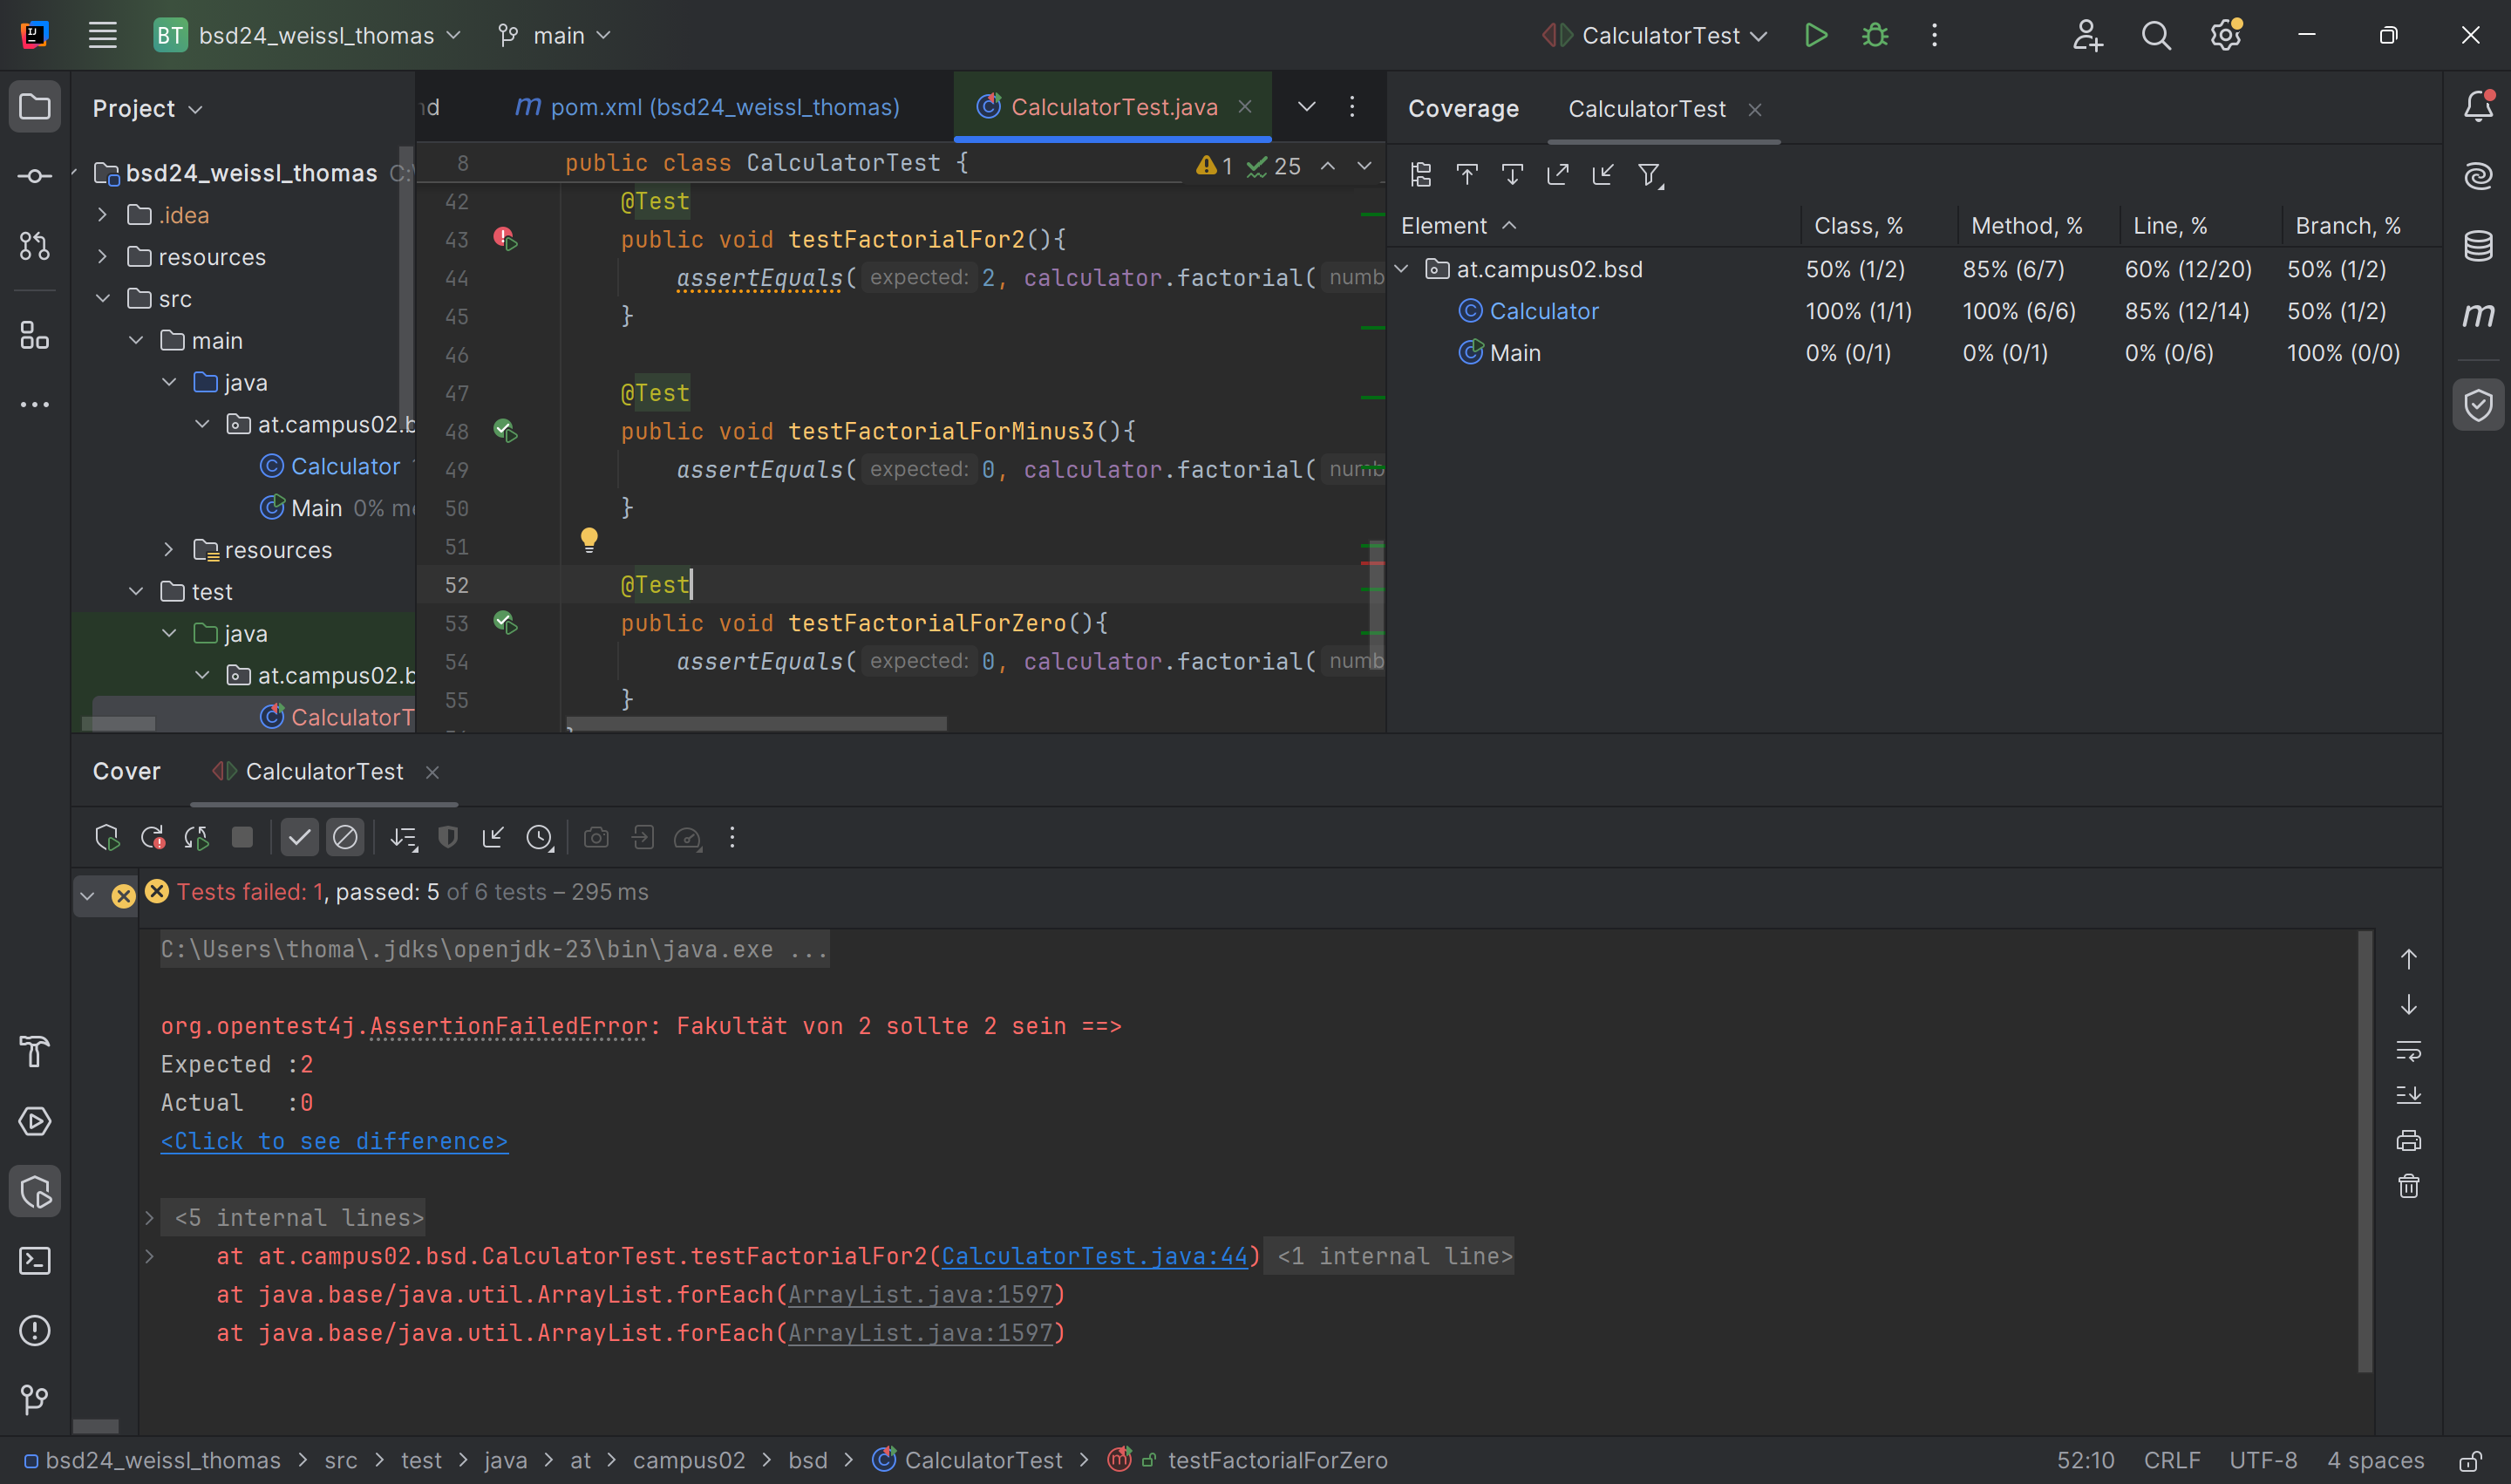 BT bsd24_weissl_thomas main CalculatorTest
Project
bsd24_weissl_thomas C:\
.idea
resources
src
main
java
at.campus02.b
Calculator
Main 0% me
resources
test
java
at.campus02.b
CalculatorT
nd pom.xml (bsd24_weissl_thomas) CalculatorTest.java
8 public class CalculatorTest { 1 25
42 @Test
43 public void testFactorialFor2(){
44 assertEquals( expected: 2, calculator.factorial( numb
45 }
46
47 @Test
48 public void testFactorialForMinus3(){
49 assertEquals( expected: 0, calculator.factorial( numb
50 }
51
52 @Test
53 public void testFactorialForZero(){
54 assertEquals( expected: 0, calculator.factorial( numb
55 }
Coverage CalculatorTest
Element Class, % Method, % Line, % Branch, %
at.campus02.bsd 50% (1/2) 85% (6/7) 60% (12/20) 50% (1/2)
Calculator 100% (1/1) 100% (6/6) 85% (12/14) 50% (1/2)
Main 0% (0/1) 0% (0/1) 0% (0/6) 100% (0/0)
Cover CalculatorTest
Tests failed: 1, passed: 5 of 6 tests – 295 ms
C:\Users\thoma\.jdks\openjdk-23\bin\java.exe ...
org.opentest4j.AssertionFailedError: Fakultät von 2 sollte 2 sein ==>
Expected :2
Actual :0
<Click to see difference>
<5 internal lines>
at at.campus02.bsd.CalculatorTest.testFactorialFor2(CalculatorTest.java:44) <1 internal line>
at java.base/java.util.ArrayList.forEach(ArrayList.java:1597)
at java.base/java.util.ArrayList.forEach(ArrayList.java:1597)
bsd24_weissl_thomas > src > test > java > at > campus02 > bsd > CalculatorTest > testFactorialForZero 52:10 CRLF UTF-8 4 spaces